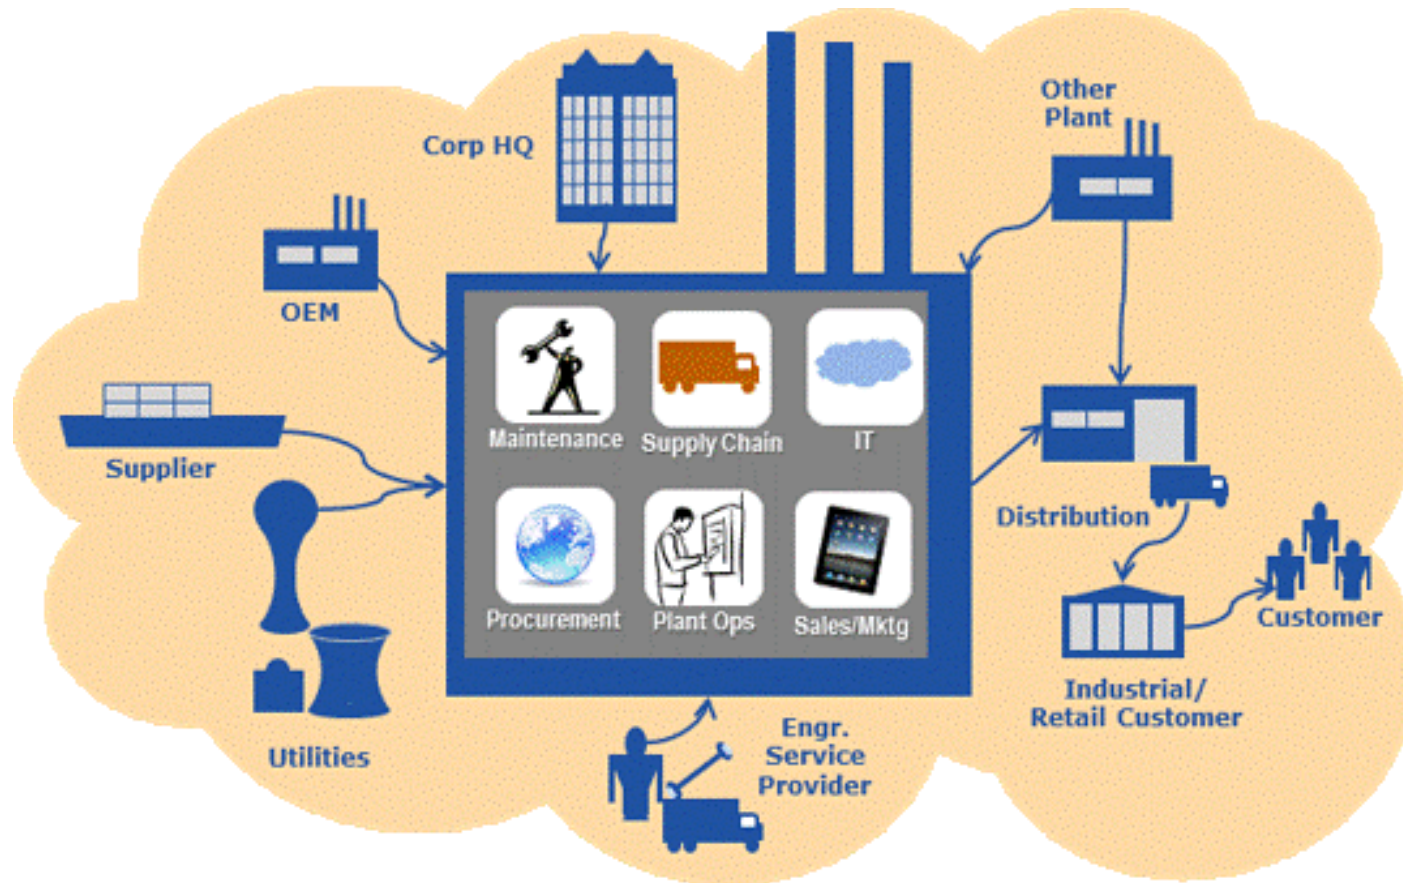 Other
Plant
Corp HQ
OEM
Maintenance
Supply Chain
IT
Supplier
Distribution
Procurement
Plant Ops
Sales/Mktg
Customer
Industrial/
Retail Customer
Utilities
Engr.
Service
Provider